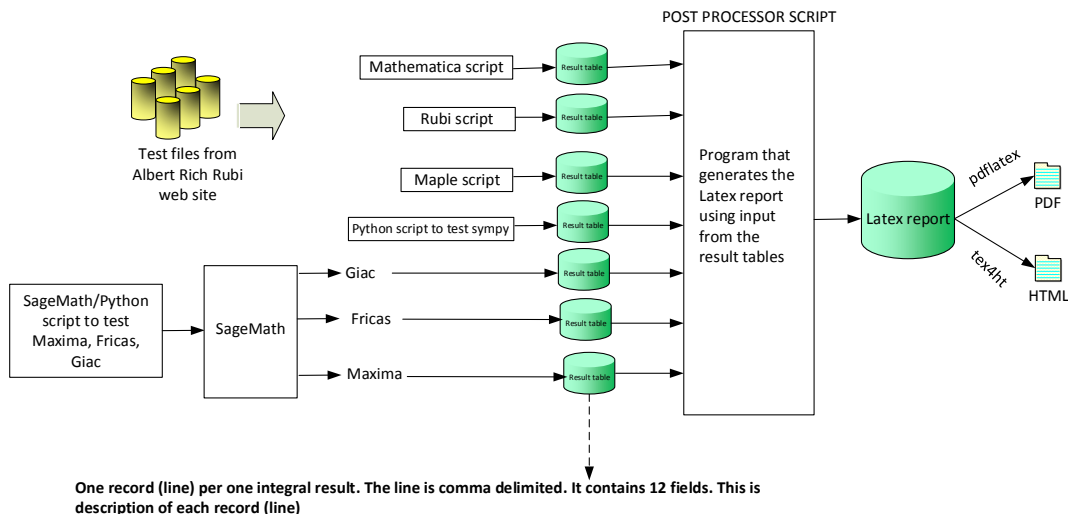 POST PROCESSOR SCRIPT
Mathematica script
Result table
Rubi script
Result table
Test files from
Albert Rich Rubi
web site
Maple script
Result table
Python script to test sympy
Result table
Program that
generates the
Latex report
using input
from the
result tables
Latex report
pdflatex
PDF
tex4ht
HTML
SageMath/Python
script to test
Maxima, Fricas,
Giac
SageMath
Giac
Result table
Fricas
Result table
Maxima
Result table
One record (line) per one integral result. The line is comma delimited. It contains 12 fields. This is
description of each record (line)